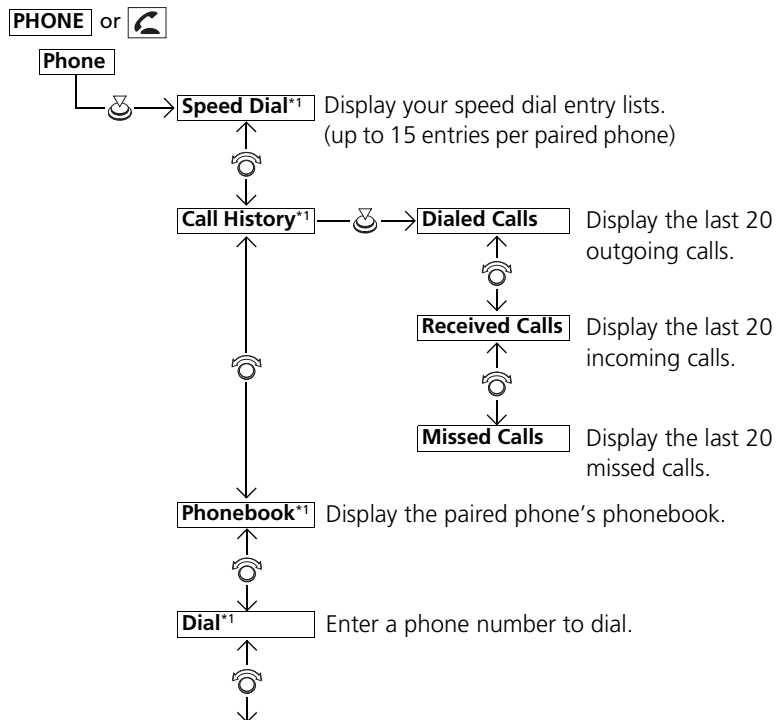 PHONE or
Phone
Speed Dial*1 Display your speed dial entry lists.
(up to 15 entries per paired phone)
Call History*1 Dialed Calls Display the last 20
outgoing calls.
Received Calls Display the last 20
incoming calls.
Missed Calls Display the last 20
missed calls.
Phonebook*1 Display the paired phone’s phonebook.
Dial*1 Enter a phone number to dial.